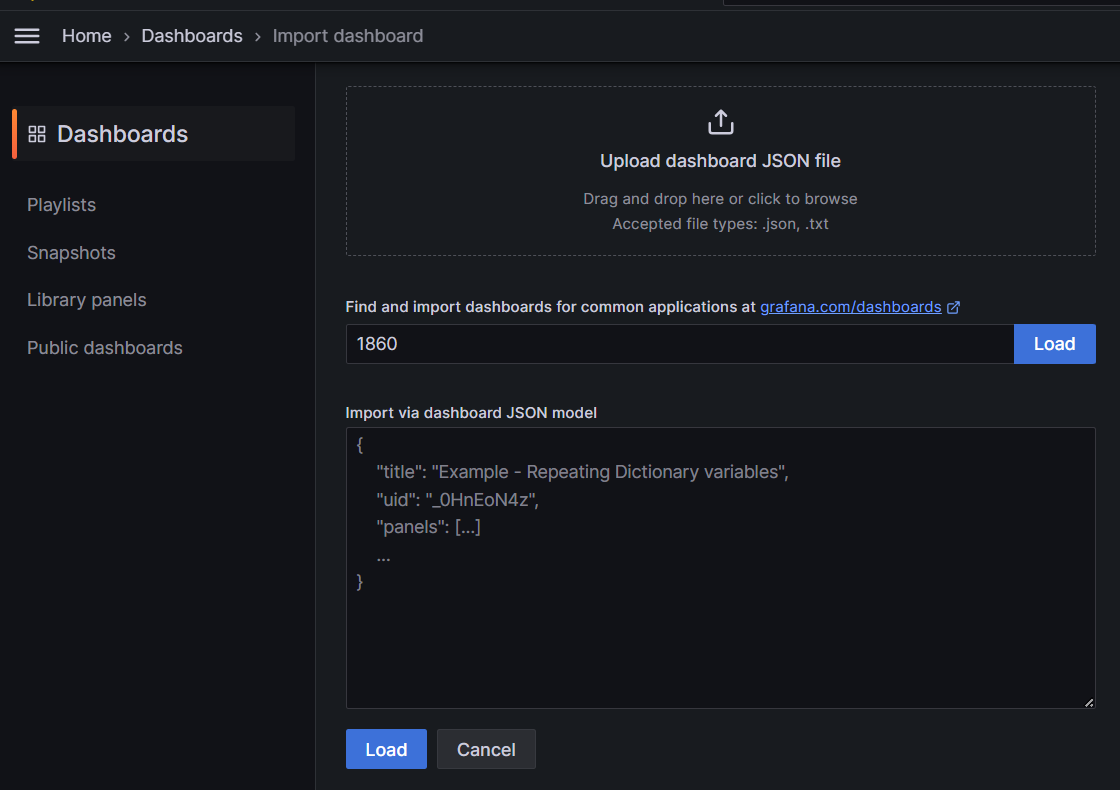 Home › Dashboards › Import dashboard
Dashboards
Playlists
Snapshots
Library panels
Public dashboards
Upload dashboard JSON file
Drag and drop here or click to browse
Accepted file types: .json, .txt
Find and import dashboards for common applications at grafana.com/dashboards
1860
Load
Import via dashboard JSON model
{
"title": "Example - Repeating Dictionary variables",
"uid": "_0HnEoN4z",
"panels": [...]
...
}
Load
Cancel